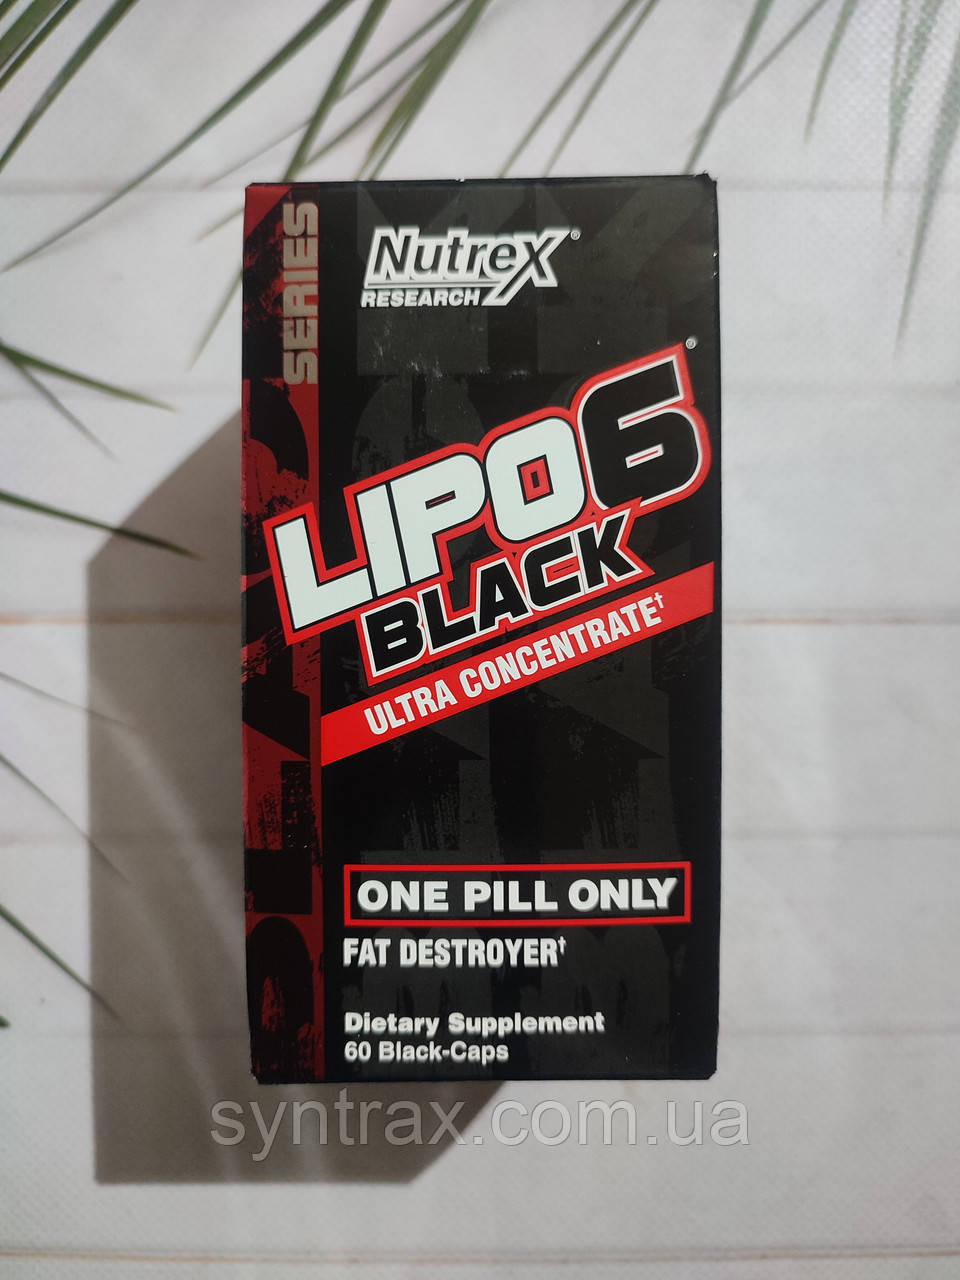 SERIES
NutreX®
RESEARCH
LIPO6®
BLACK
ULTRA CONCENTRATE†
ONE PILL ONLY
FAT DESTROYER†
Dietary Supplement
60 Black-Caps
syntrax.com.ua